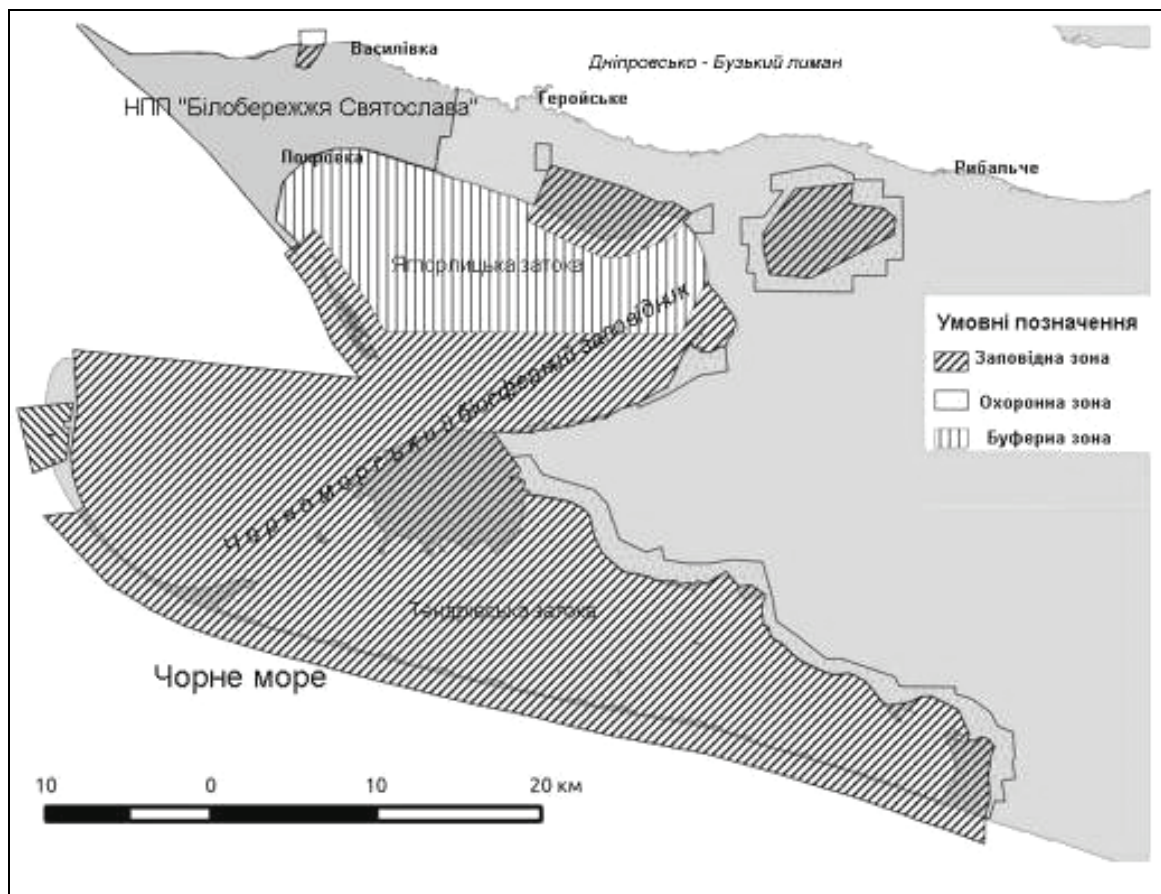 Василівка
Дніпровсько - Бузький лиман
НПП "Білобережжя Святослава"
Геройське
Покровка
Рибальче
Ягорлицька затока
Умовні позначення
Заповідна зона
Охоронна зона
Буферна зона
Чорноморський біосферний заповідник
Тендрівська затока
Чорне море
10 0 10 20 км